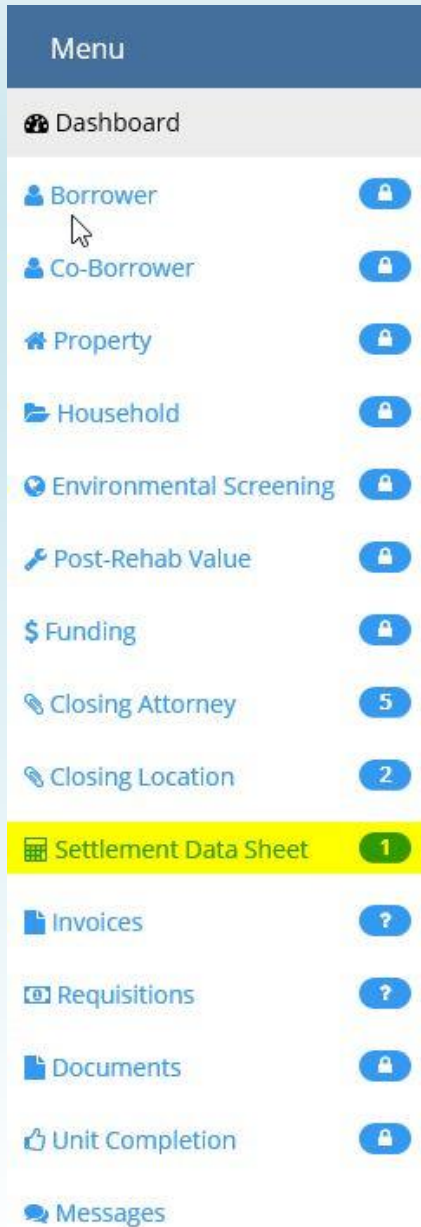 Menu
Dashboard
Borrower
Co-Borrower
Property
Household
Environmental Screening
Post-Rehab Value
$ Funding
Closing Attorney 5
Closing Location 2
Settlement Data Sheet 1
Invoices ?
Requisitions ?
Documents
Unit Completion
Messages